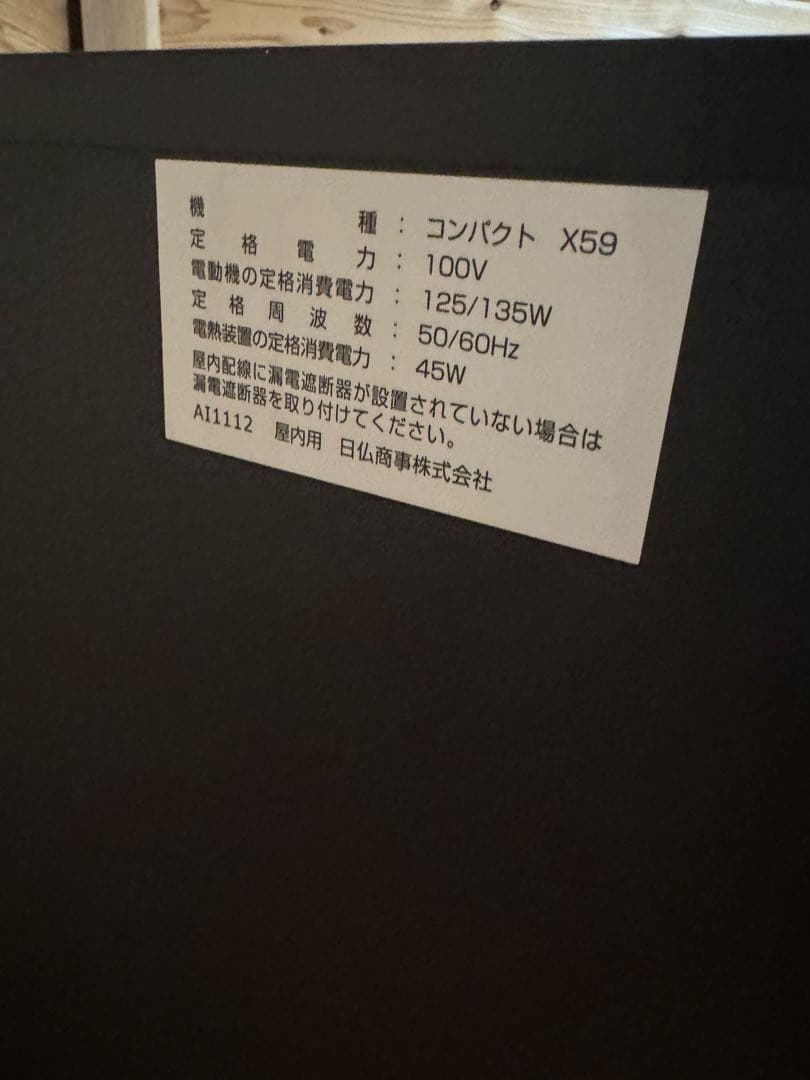 機種：コンパクト X59
定格電力：100V
電動機の定格消費電力：125/135W
定格周波数：50/60Hz
電熱装置の定格消費電力：45W
屋内配線に漏電遮断器が設置されていない場合は
漏電遮断器を取り付けてください。
AI1112 屋内用 日仏商事株式会社